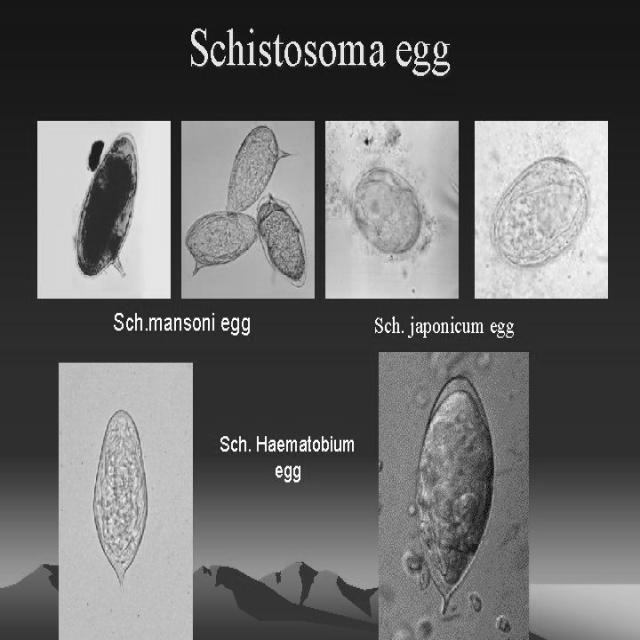 Schistosoma egg
Sch.mansoni egg
Sch. japonicum egg
Sch. Haematobium
egg